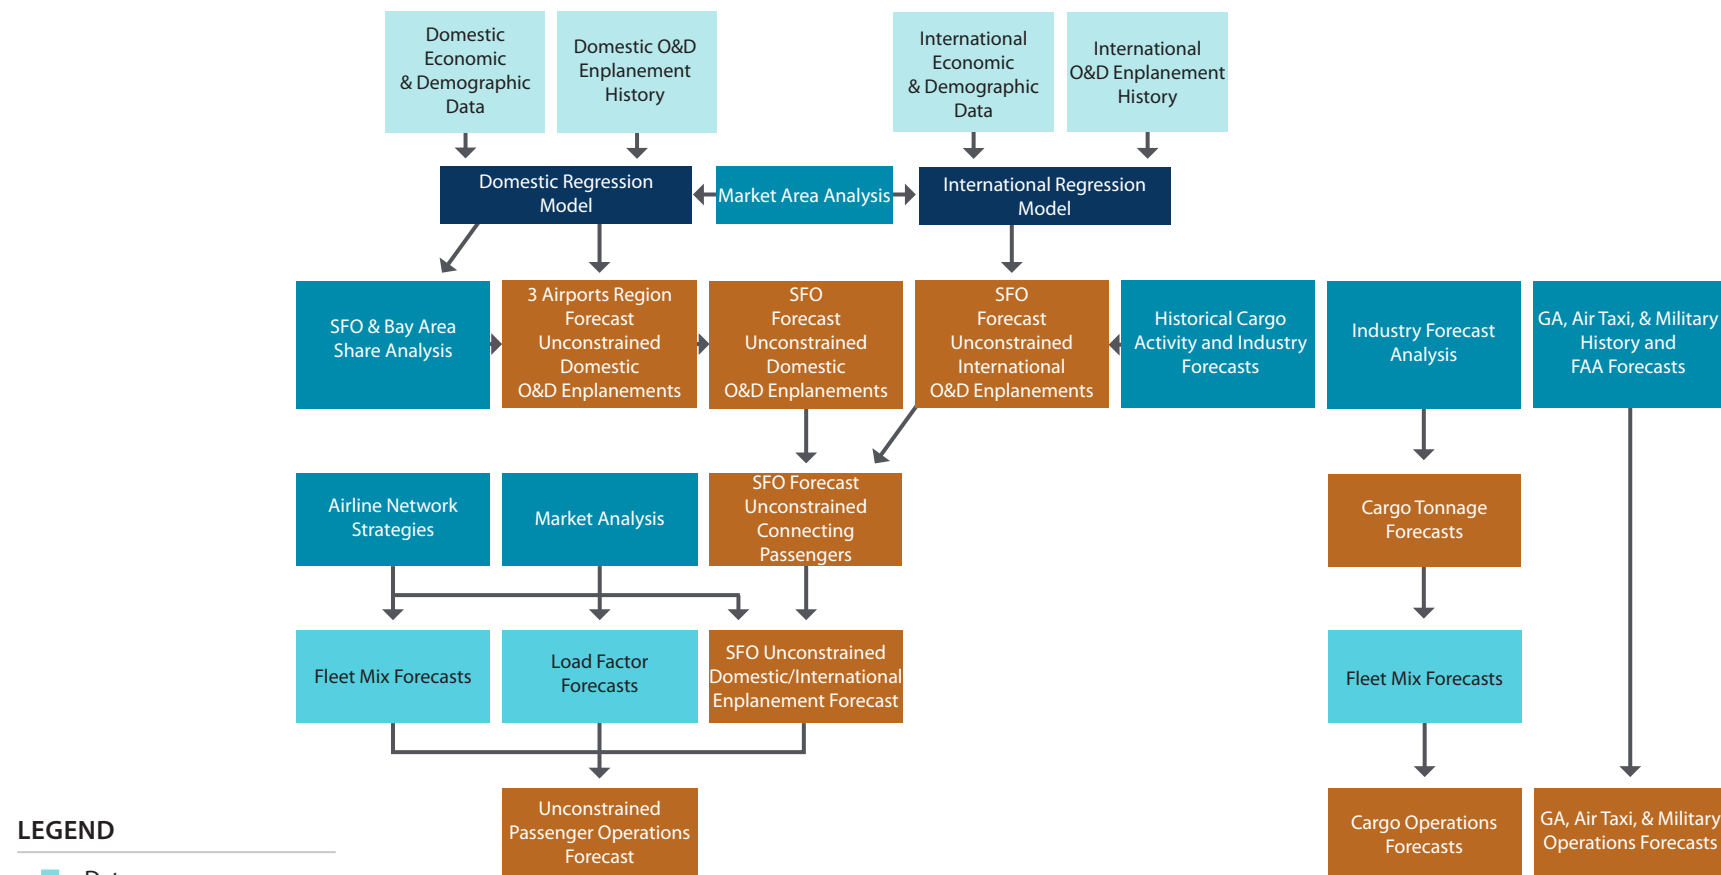 Domestic
Economic
& Demographic
Data
Domestic O&D
Enplanement
History
International
Economic
& Demographic
Data
International
O&D Enplanement
History
Domestic Regression
Model
Market Area Analysis
International Regression
Model
SFO & Bay Area
Share Analysis
3 Airports Region
Forecast
Unconstrained
Domestic
O&D Enplanements
SFO
Forecast
Unconstrained
Domestic
O&D Enplanements
SFO
Forecast
Unconstrained
International
O&D Enplanements
Historical Cargo
Activity and Industry
Forecasts
Industry Forecast
Analysis
GA, Air Taxi, & Military
History and
FAA Forecasts
Airline Network
Strategies
Market Analysis
SFO Forecast
Unconstrained
Connecting
Passengers
Cargo Tonnage
Forecasts
Fleet Mix Forecasts
Load Factor
Forecasts
SFO Unconstrained
Domestic/International
Enplanement Forecast
Fleet Mix Forecasts
Unconstrained
Passenger Operations
Forecast
Cargo Operations
Forecasts
GA, Air Taxi, & Military
Operations Forecasts
LEGEND